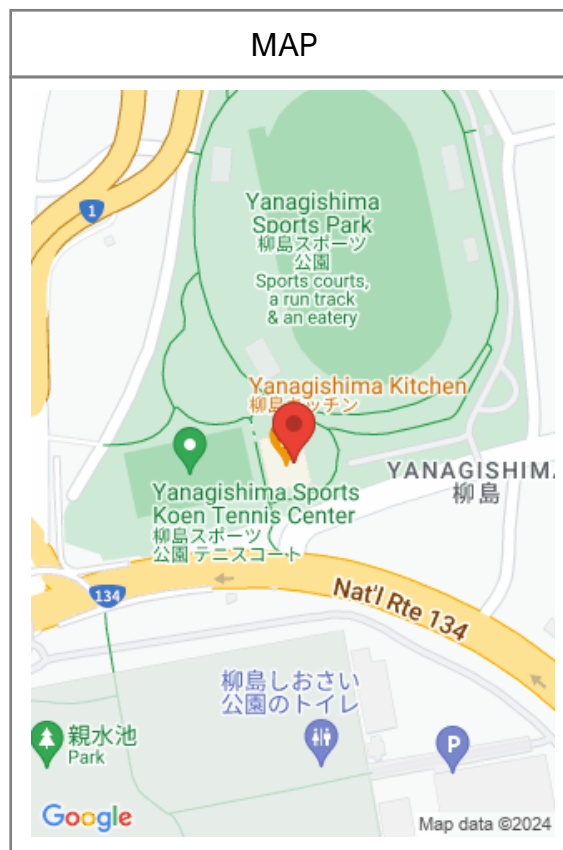 MAP
1
Yanagishima
Sports Park
柳島スポーツ
公園
Sports courts,
a run track
& an eatery
Yanagishima Kitchen
柳島キッチン
YANAGISHIMA
柳島
Yanagishima Sports
Koen Tennis Center
柳島スポーツ
公園 テニスコート
134
Nat'l Rte 134
柳島しおさい
公園のトイレ
親水池
Park
P
Google
Map data ©2024